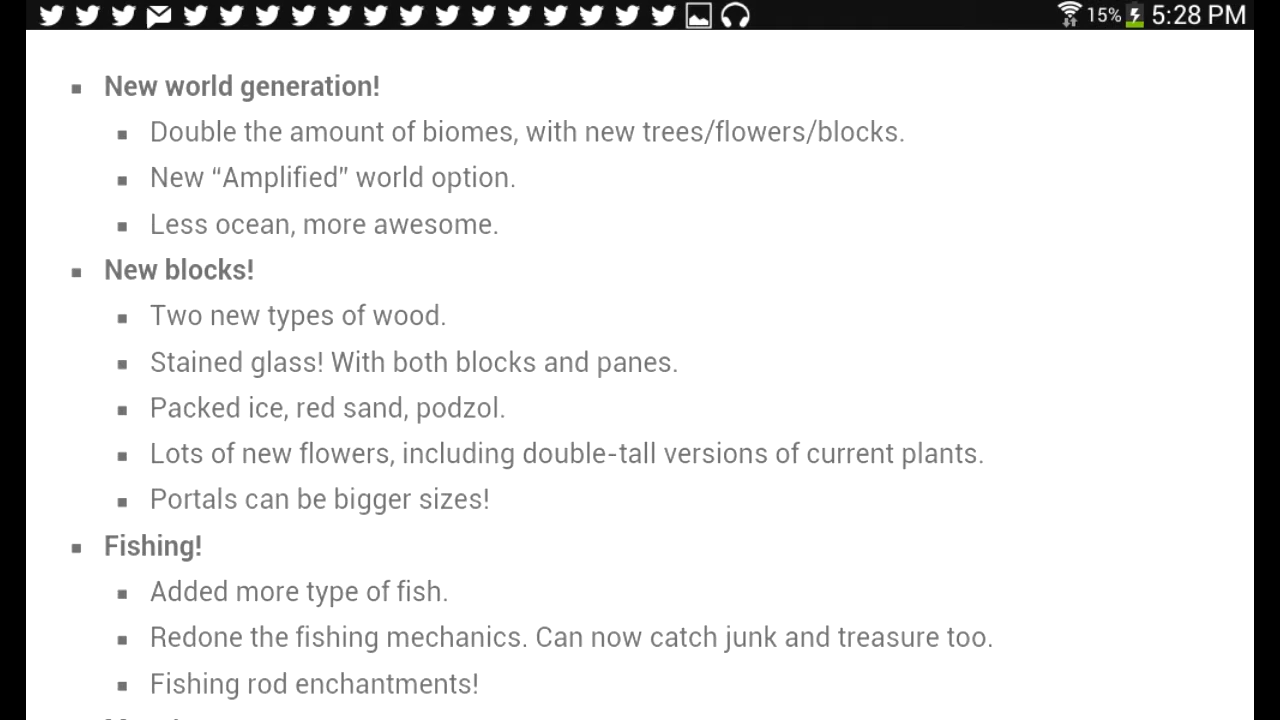 15% 5:28 PM
New world generation!
Double the amount of biomes, with new trees/flowers/blocks.
New “Amplified” world option.
Less ocean, more awesome.
New blocks!
Two new types of wood.
Stained glass! With both blocks and panes.
Packed ice, red sand, podzol.
Lots of new flowers, including double-tall versions of current plants.
Portals can be bigger sizes!
Fishing!
Added more type of fish.
Redone the fishing mechanics. Can now catch junk and treasure too.
Fishing rod enchantments!